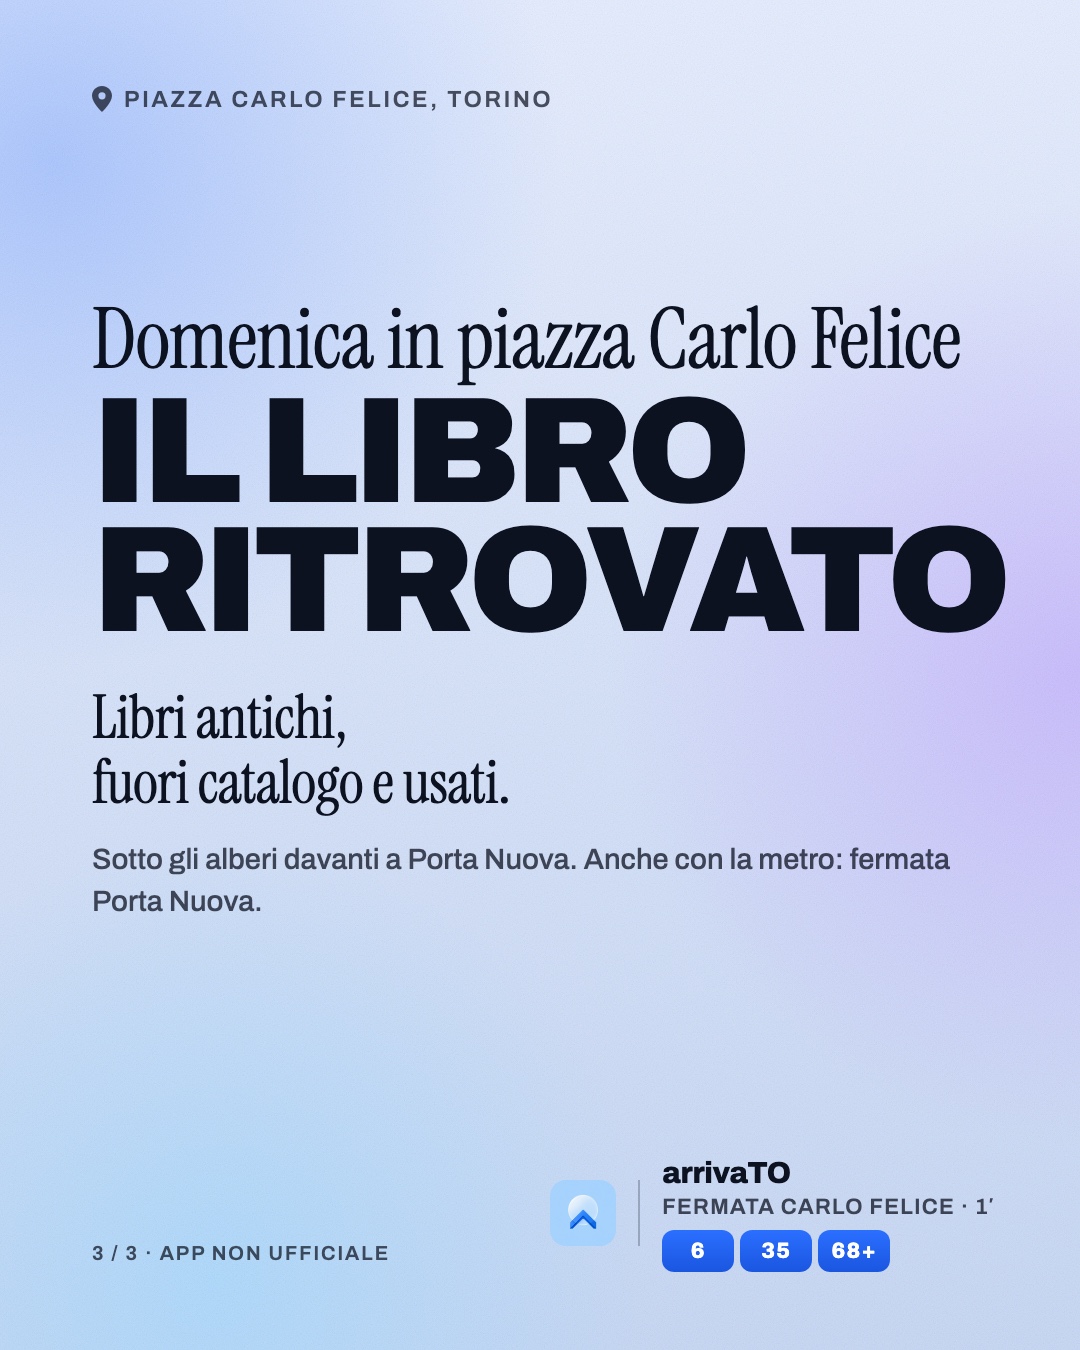 PIAZZA CARLO FELICE, TORINO
Domenica in piazza Carlo Felice
IL LIBRO
RITROVATO
Libri antichi,
fuori catalogo e usati.
Sotto gli alberi davanti a Porta Nuova. Anche con la metro: fermata
Porta Nuova.
3 / 3 · APP NON UFFICIALE
arrivaTO
FERMATA CARLO FELICE · 1′
6 35 68+